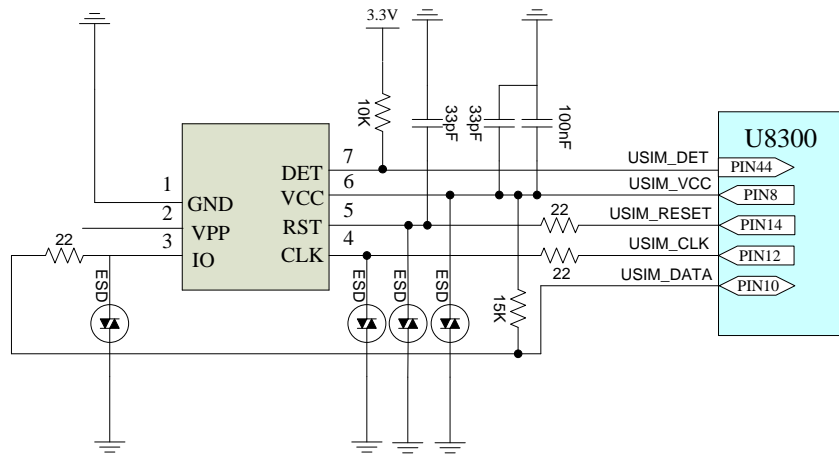 3.3V
10K
33pF
33pF
100nF
U8300
7
DET
USIM_DET
PIN44
6
VCC
USIM_VCC
PIN8
1
GND
5
RST
22
USIM_RESET
PIN14
2
VPP
4
CLK
22
USIM_CLK
PIN12
3
IO
22
USIM_DATA
PIN10
ESD
ESD
ESD
ESD
15K